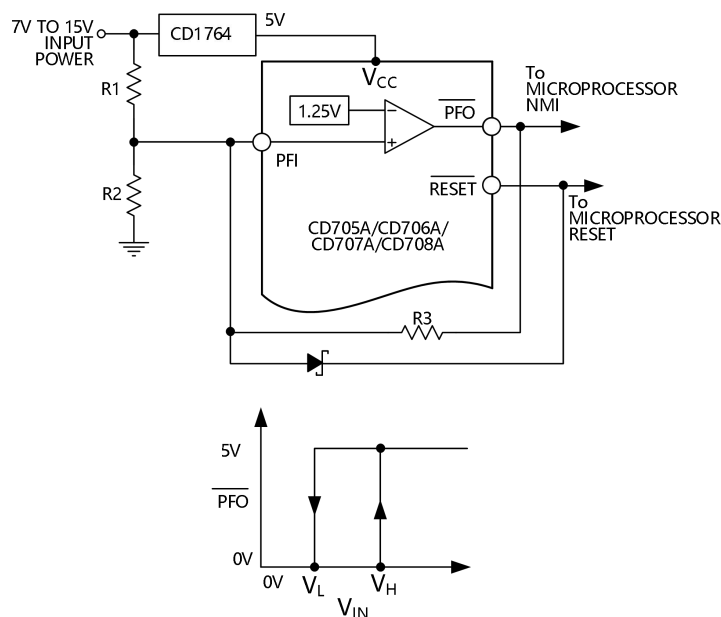 7V TO 15V
INPUT
POWER
CD1764
5V
R1
R2
VCC
1.25V
−
+
PFO
PFI
RESET
To
MICROPROCESSOR
NMI
To
MICROPROCESSOR
RESET
CD705A/CD706A/
CD707A/CD708A
R3
5V
PFO
0V
0V
VL
VH
VIN